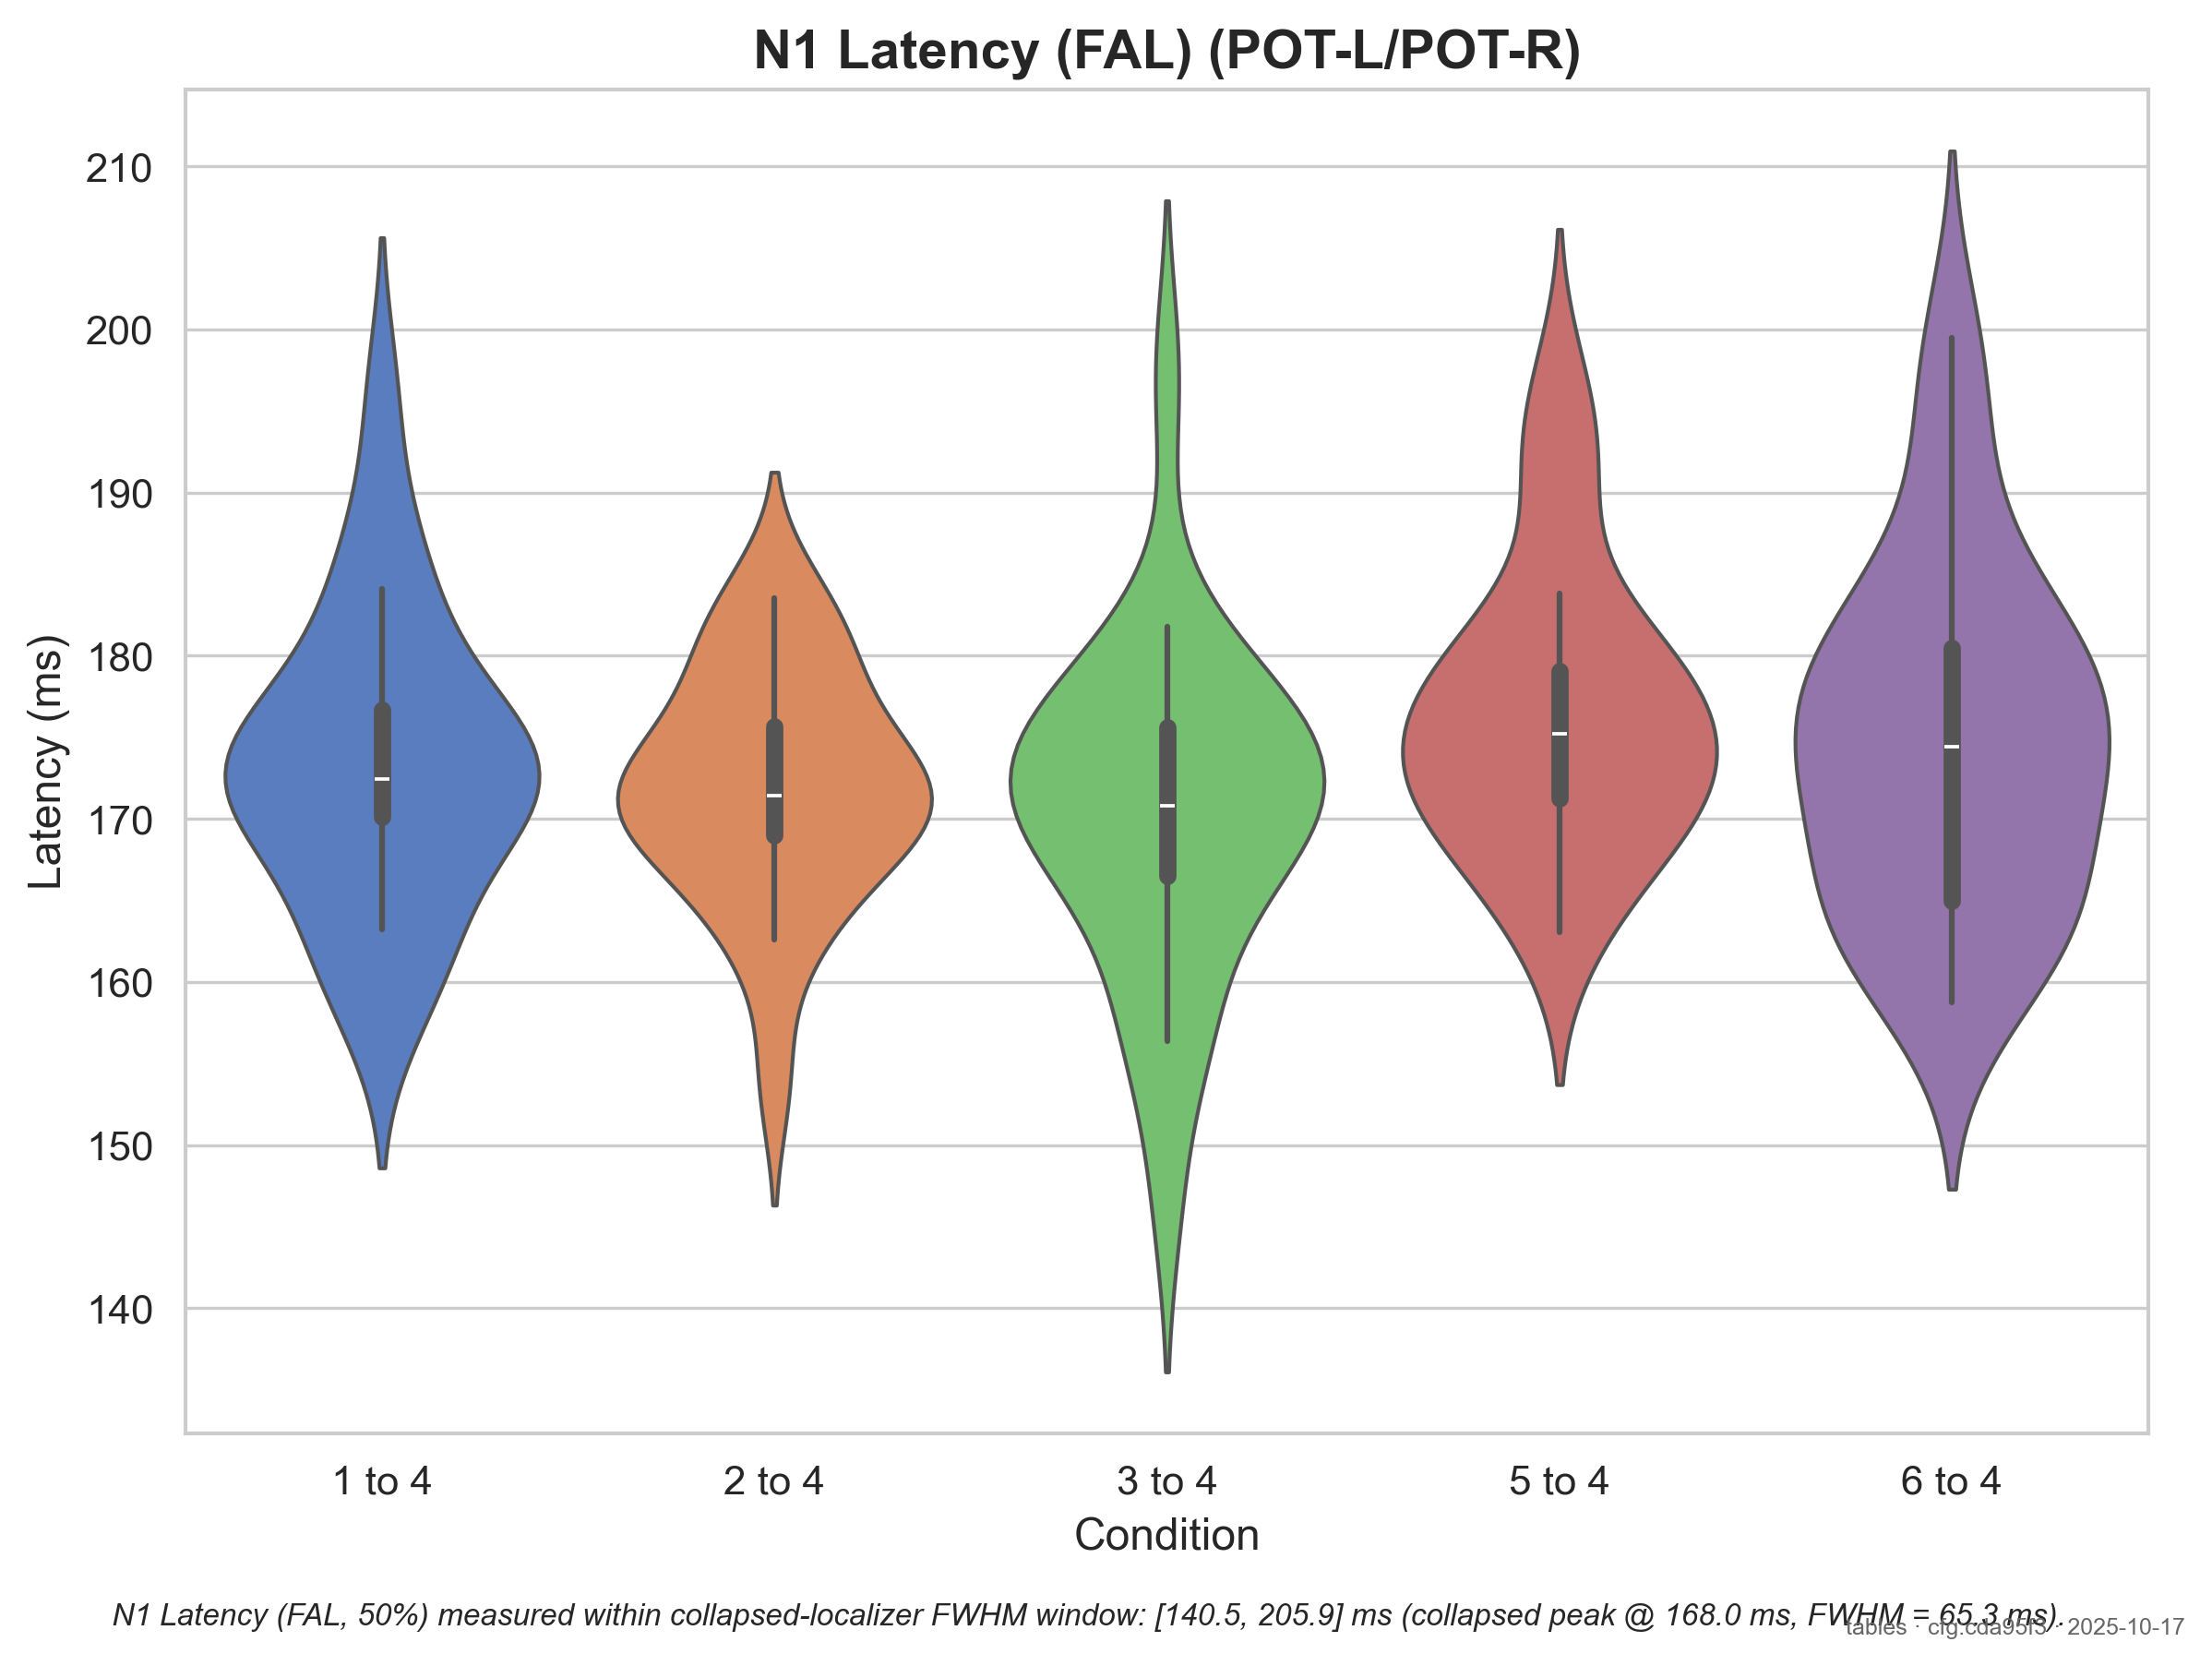 N1 Latency (FAL) (POT-L/POT-R)
Latency (ms)
210
200
190
180
170
160
150
140
1 to 4
2 to 4
3 to 4
5 to 4
6 to 4
Condition
N1 Latency (FAL, 50%) measured within collapsed-localizer FWHM window: [140.5, 205.9] ms (collapsed peak @ 168.0 ms, FWHM = 65.3 ms).
tables · cfg:cda95f5 · 2025-10-17